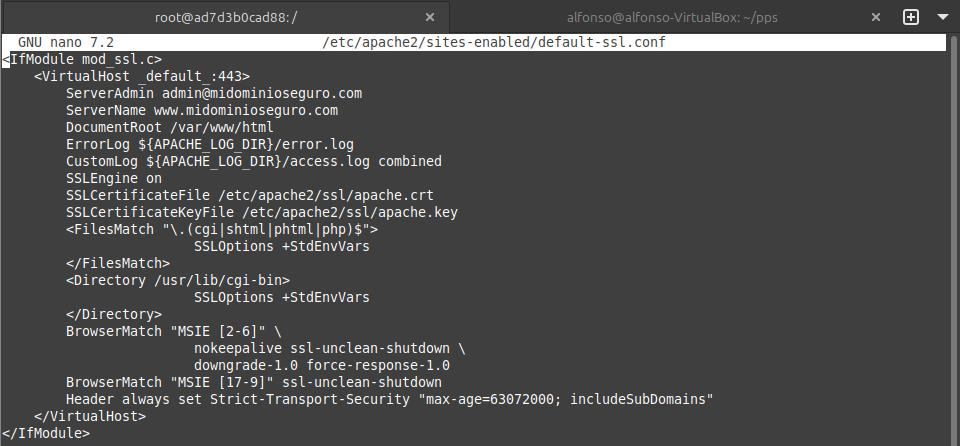 root@ad7d3b0cad88: /
alfonso@alfonso-VirtualBox: ~/pps
GNU nano 7.2 /etc/apache2/sites-enabled/default-ssl.conf
<IfModule mod_ssl.c>
<VirtualHost _default_:443>
ServerAdmin admin@midominioseguro.com
ServerName www.midominioseguro.com
DocumentRoot /var/www/html
ErrorLog ${APACHE_LOG_DIR}/error.log
CustomLog ${APACHE_LOG_DIR}/access.log combined
SSLEngine on
SSLCertificateFile /etc/apache2/ssl/apache.crt
SSLCertificateKeyFile /etc/apache2/ssl/apache.key
<FilesMatch "\.(cgi|shtml|phtml|php)$">
SSLOptions +StdEnvVars
</FilesMatch>
<Directory /usr/lib/cgi-bin>
SSLOptions +StdEnvVars
</Directory>
BrowserMatch "MSIE [2-6]" \
nokeepalive ssl-unclean-shutdown \
downgrade-1.0 force-response-1.0
BrowserMatch "MSIE [17-9]" ssl-unclean-shutdown
Header always set Strict-Transport-Security "max-age=63072000; includeSubDomains"
</VirtualHost>
</IfModule>